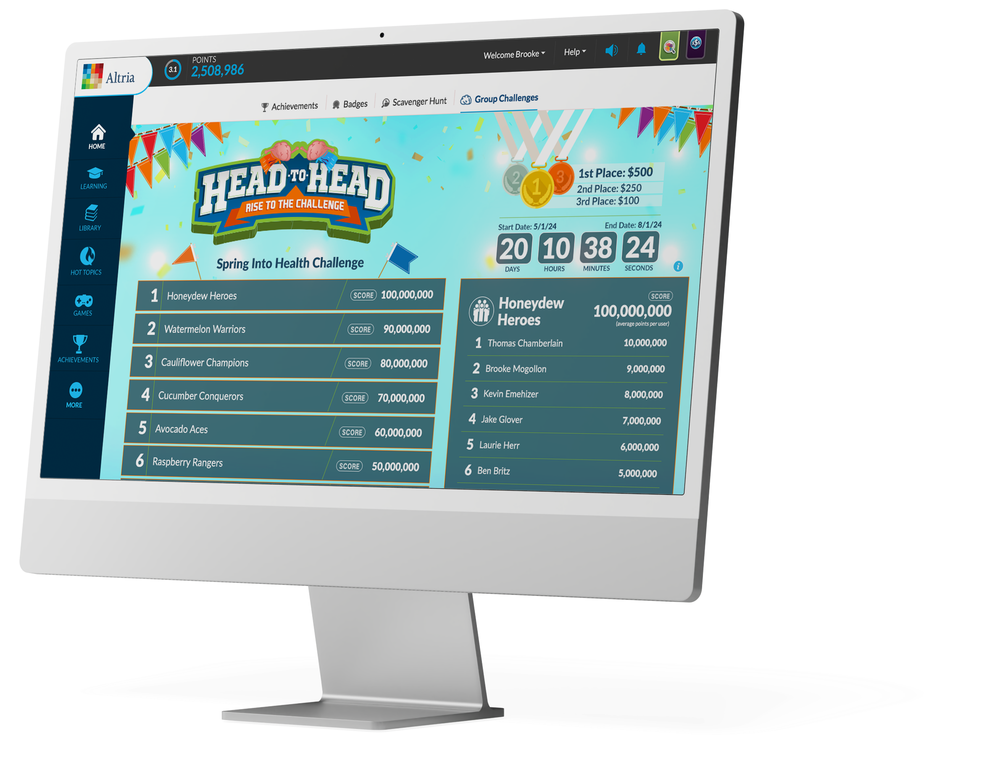 Altria
3.1
POINTS
2,508,986
Welcome Brooke
Help
$$$
Achievements
Badges
Scavenger Hunt
Group Challenges
HOME
LEARNING
LIBRARY
HOT TOPICS
GAMES
ACHIEVEMENTS
MORE
HEAD·TO·HEAD
RISE TO THE CHALLENGE
2
1
3
1st Place: $500
2nd Place: $250
3rd Place: $100
Start Date: 5/1/24
End Date: 8/1/24
20 10 38 24
DAYS HOURS MINUTES SECONDS
i
Spring Into Health Challenge
1 Honeydew Heroes SCORE 100,000,000
2 Watermelon Warriors SCORE 90,000,000
3 Cauliflower Champions SCORE 80,000,000
4 Cucumber Conquerors SCORE 70,000,000
5 Avocado Aces SCORE 60,000,000
6 Raspberry Rangers SCORE 50,000,000
Honeydew
Heroes
SCORE
100,000,000
(average points per user)
1 Thomas Chamberlain 10,000,000
2 Brooke Mogollon 9,000,000
3 Kevin Emehizer 8,000,000
4 Jake Glover 7,000,000
5 Laurie Herr 6,000,000
6 Ben Britz 5,000,000